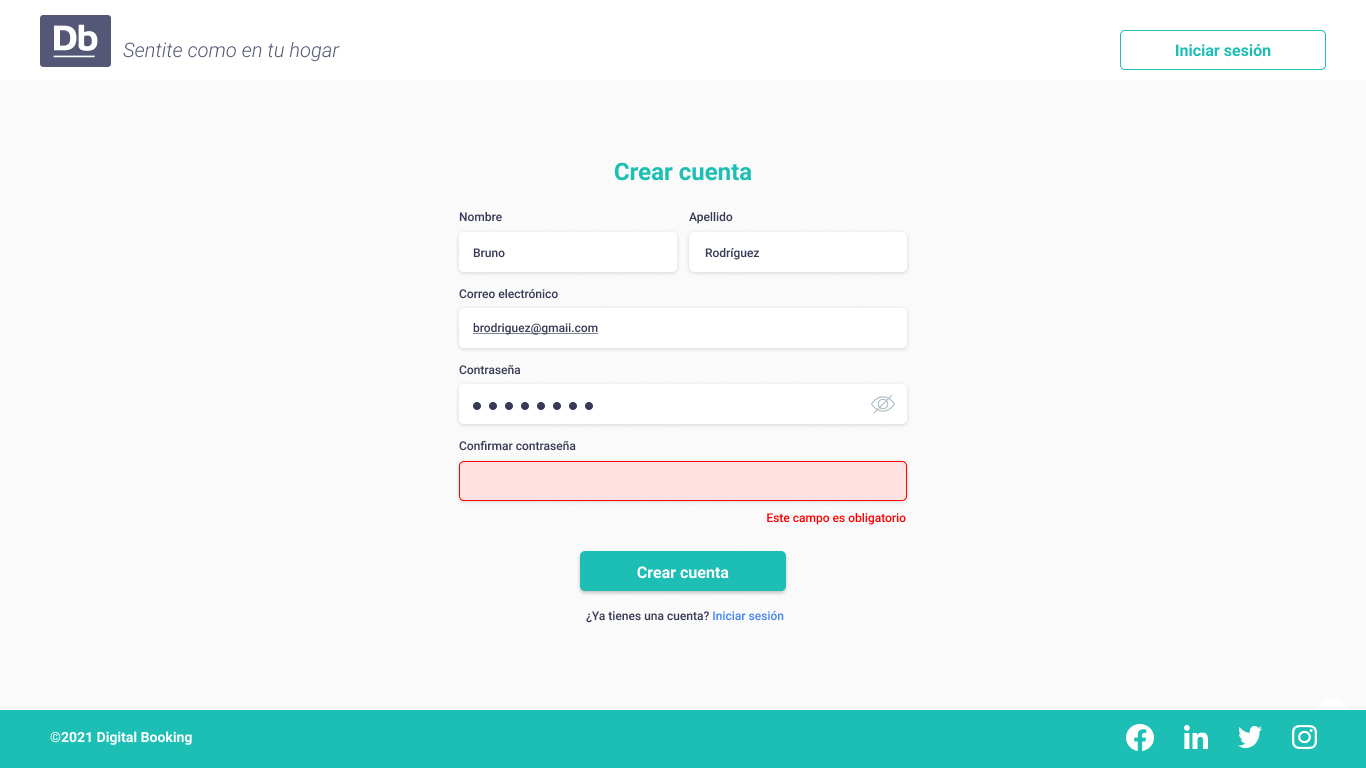 Db
Sentite como en tu hogar
Iniciar sesión
Crear cuenta
Nombre
Apellido
Bruno
Rodríguez
Correo electrónico
brodriguez@gmaii.com
Contraseña
Confirmar contraseña
Este campo es obligatorio
Crear cuenta
¿Ya tienes una cuenta? Iniciar sesión
©2021 Digital Booking